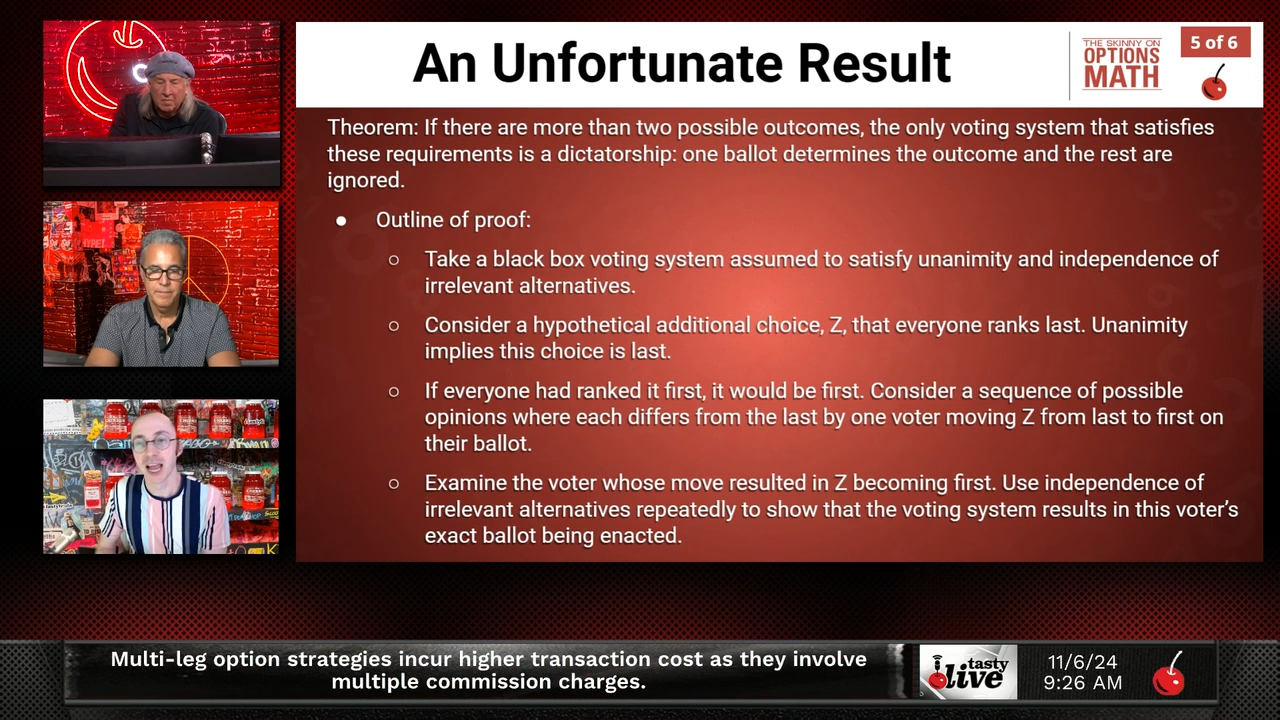 An Unfortunate Result
THE SKINNY ON
OPTIONS
MATH
5 of 6
Theorem: If there are more than two possible outcomes, the only voting system that satisfies
these requirements is a dictatorship: one ballot determines the outcome and the rest are
ignored.
● Outline of proof:
○ Take a black box voting system assumed to satisfy unanimity and independence of
irrelevant alternatives.
○ Consider a hypothetical additional choice, Z, that everyone ranks last. Unanimity
implies this choice is last.
○ If everyone had ranked it first, it would be first. Consider a sequence of possible
opinions where each differs from the last by one voter moving Z from last to first on
their ballot.
○ Examine the voter whose move resulted in Z becoming first. Use independence of
irrelevant alternatives repeatedly to show that the voting system results in this voter's
exact ballot being enacted.
Multi-leg option strategies incur higher transaction cost as they involve
multiple commission charges.
tasty
live
11/6/24
9:26 AM